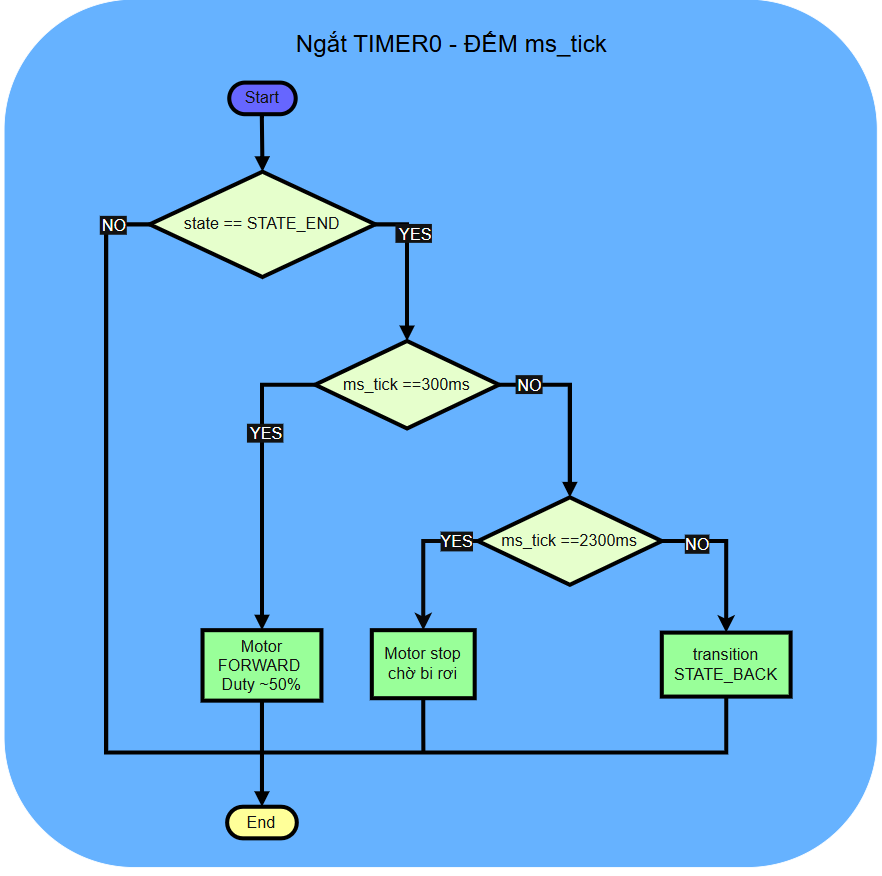 Ngắt TIMER0 - ĐẾM ms_tick
Start
state == STATE_END
NO
YES
ms_tick ==300ms
NO
YES
ms_tick ==2300ms
YES
NO
Motor
FORWARD
Duty ~50%
Motor stop
chờ bi rơi
transition
STATE_BACK
End